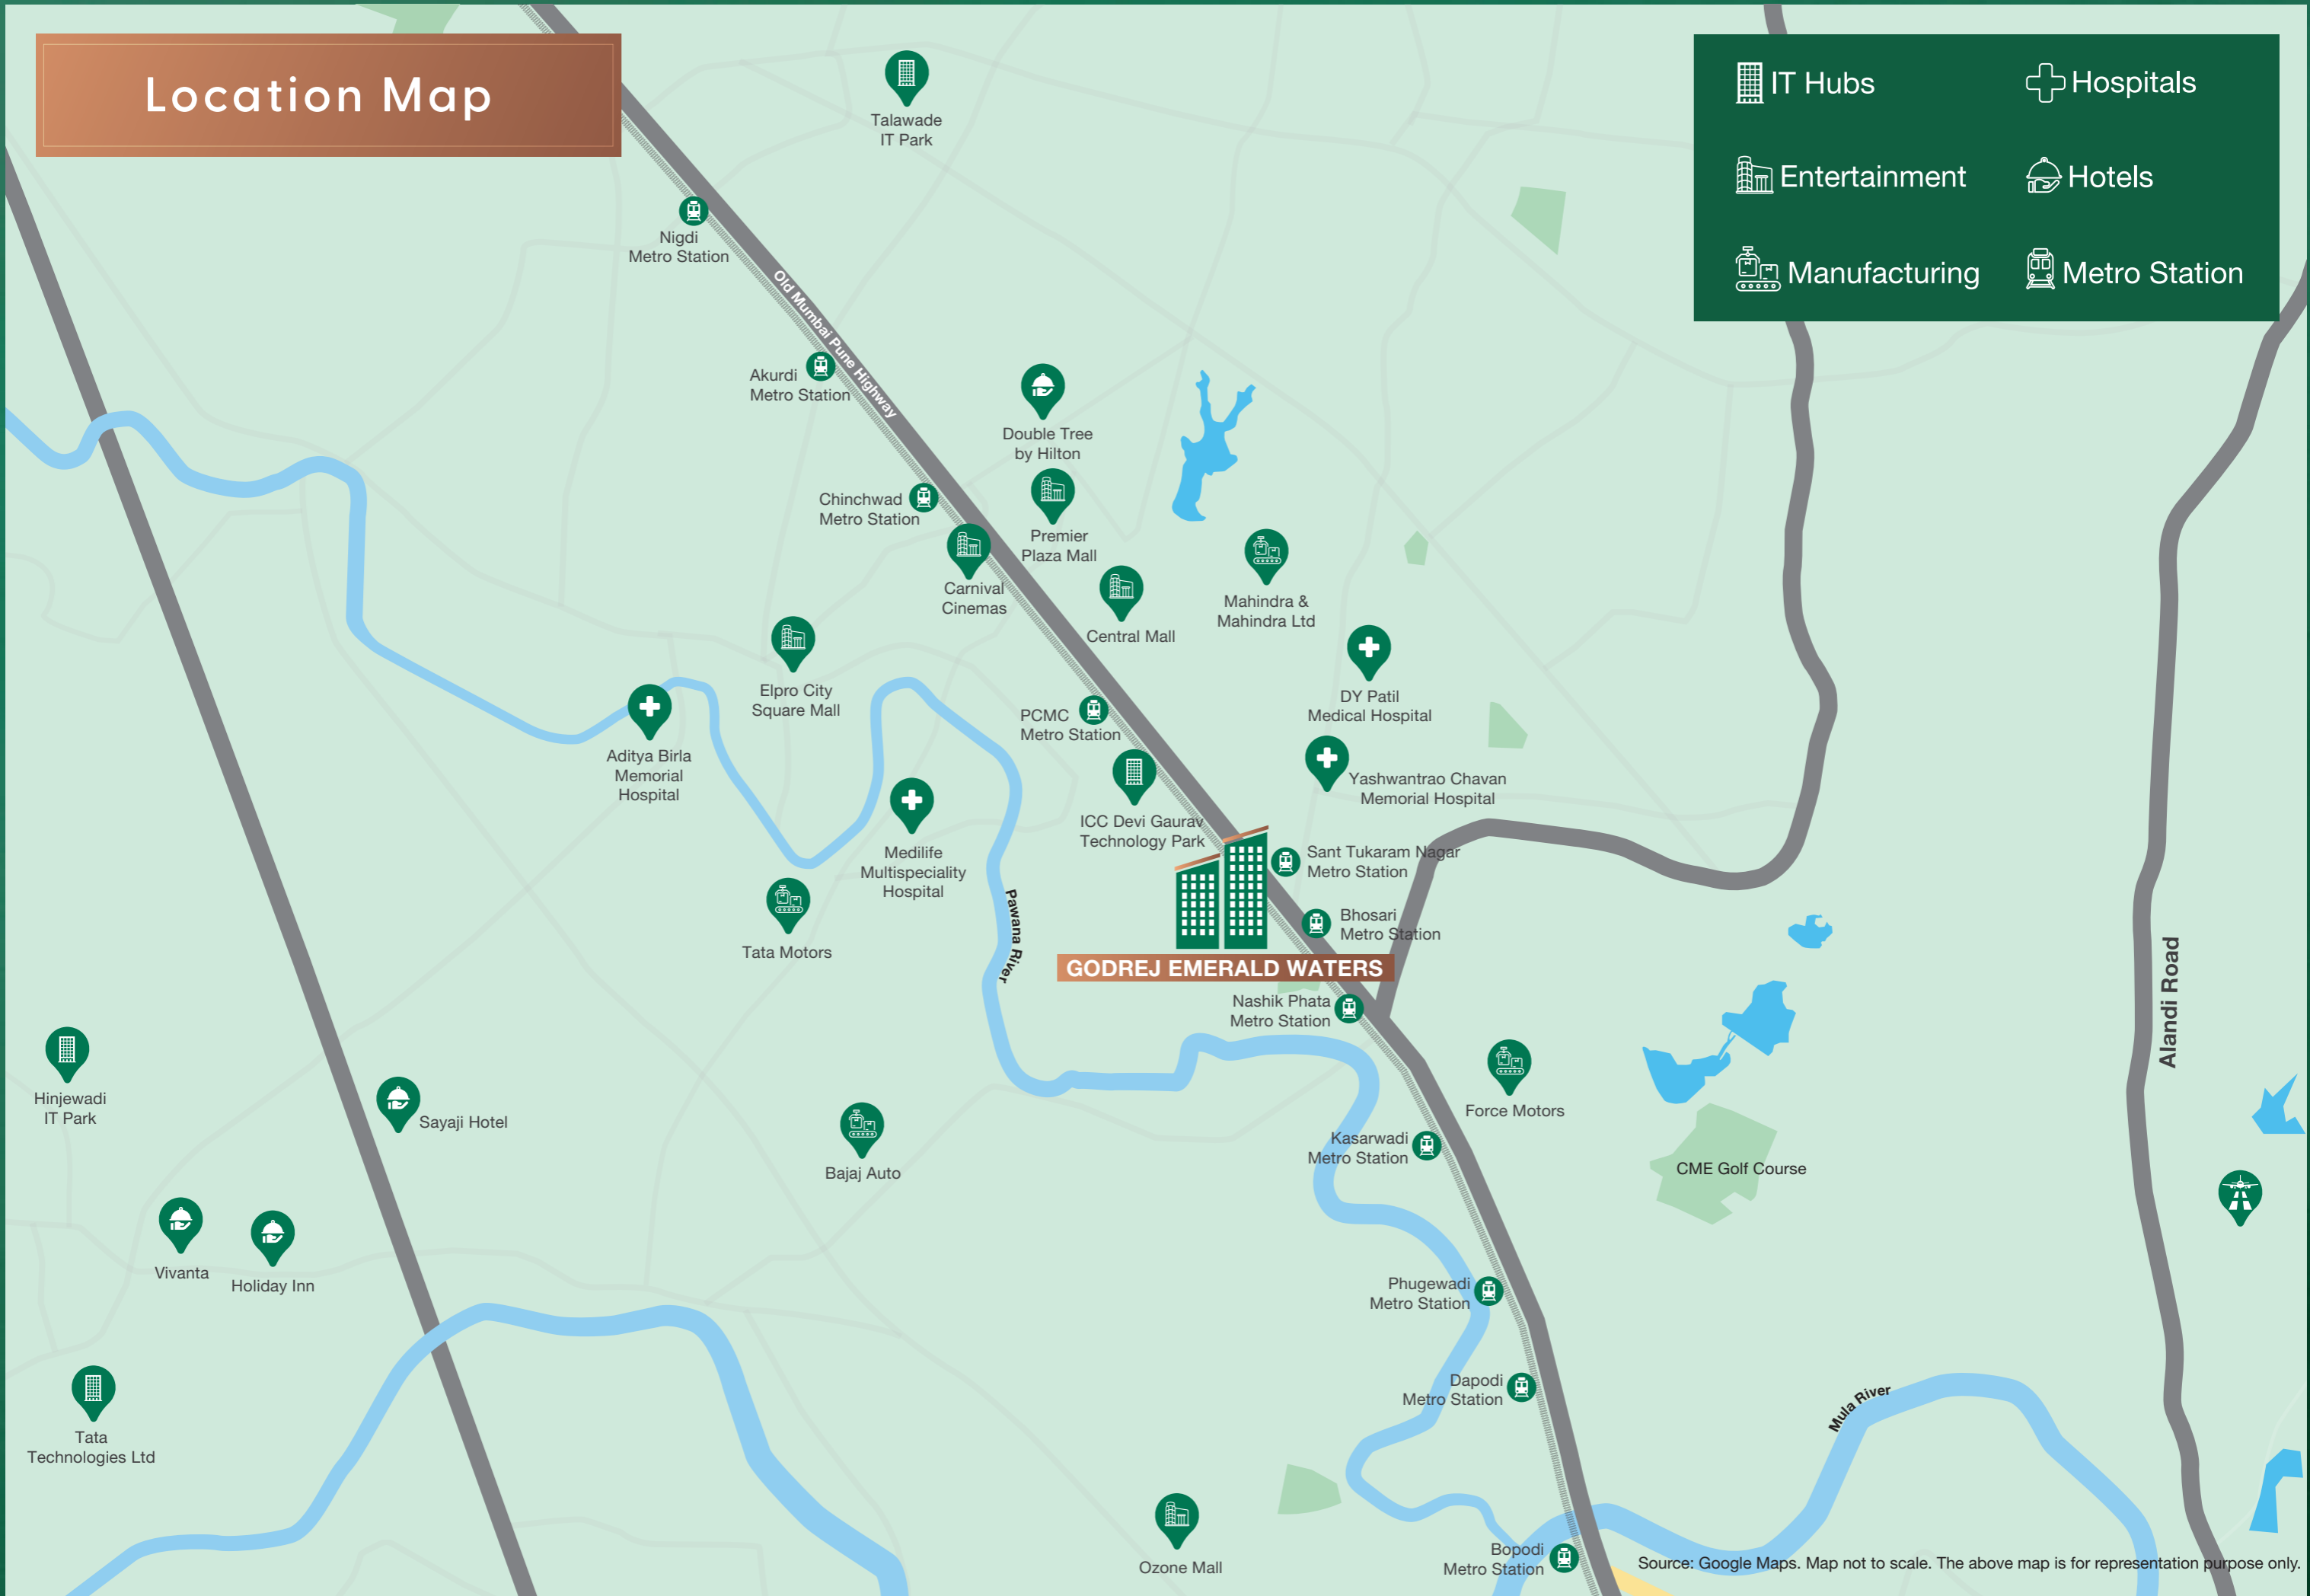 Location Map
IT Hubs
Hospitals
Entertainment
Hotels
Manufacturing
Metro Station
Talawade
IT Park
Nigdi
Metro Station
Old Mumbai Pune Highway
Akurdi
Metro Station
Double Tree
by Hilton
Chinchwad
Metro Station
Premier
Plaza Mall
Carnival
Cinemas
Central Mall
Mahindra &
Mahindra Ltd
Elpro City
Square Mall
DY Patil
Medical Hospital
PCMC
Metro Station
Aditya Birla
Memorial
Hospital
Yashwantrao Chavan
Memorial Hospital
ICC Devi Gaurav
Technology Park
Medilife
Multispeciality
Hospital
Sant Tukaram Nagar
Metro Station
Pawana River
Bhosari
Metro Station
Tata Motors
GODREJ EMERALD WATERS
Alandi Road
Nashik Phata
Metro Station
Hinjewadi
IT Park
Sayaji Hotel
Force Motors
Bajaj Auto
Kasarwadi
Metro Station
CME Golf Course
Vivanta
Holiday Inn
Phugewadi
Metro Station
Dapodi
Metro Station
Mula River
Tata
Technologies Ltd
Ozone Mall
Bopodi
Metro Station
Source: Google Maps. Map not to scale. The above map is for representation purpose only.